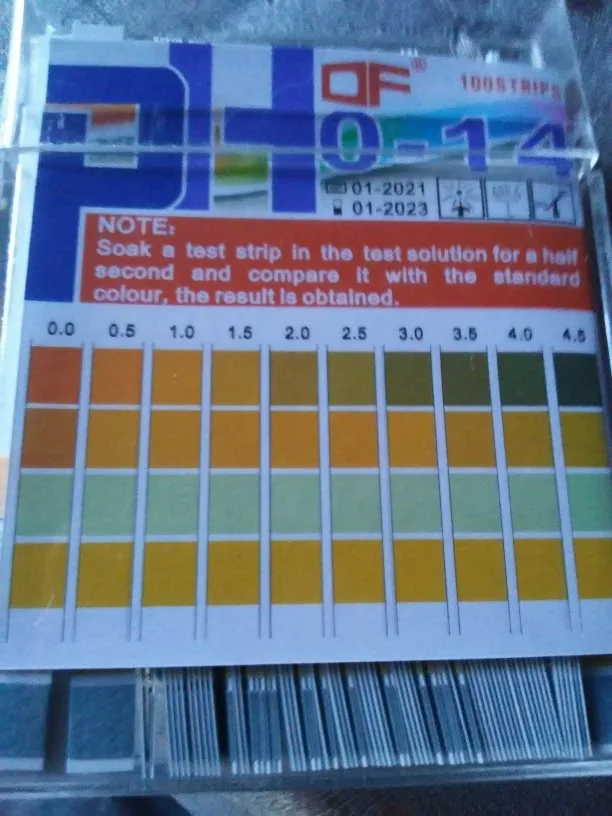 PH
DF®
100STRIPS
0-14
01-2021
01-2023
NOTE:
Soak a test strip in the test solution for a half
second and compare it with the standard
colour, the result is obtained.
0.0 0.5 1.0 1.5 2.0 2.5 3.0 3.5 4.0 4.5